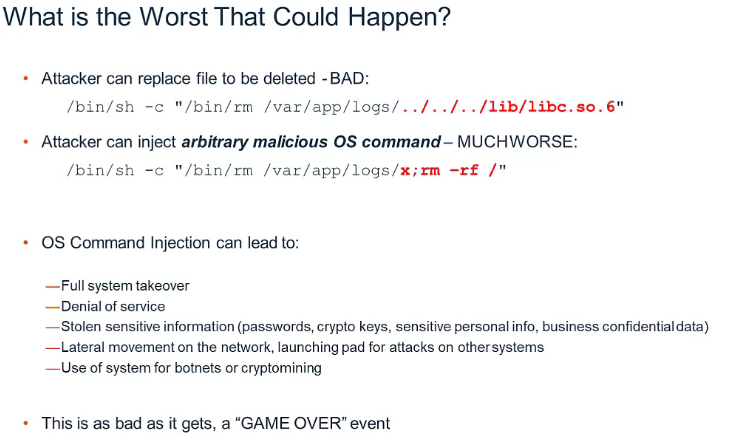 What is the Worst That Could Happen?
• Attacker can replace file to be deleted - BAD:
/bin/sh -c "/bin/rm /var/app/logs/../../../lib/libc.so.6"
• Attacker can inject arbitrary malicious OS command – MUCHWORSE:
/bin/sh -c "/bin/rm /var/app/logs/x;rm –rf /"
• OS Command Injection can lead to:
—Full system takeover
—Denial of service
—Stolen sensitive information (passwords, crypto keys, sensitive personal info, business confidentialdata)
—Lateral movement on the network, launching pad for attacks on othersystems
—Use of system for botnets or cryptomining
• This is as bad as it gets, a “GAME OVER” event